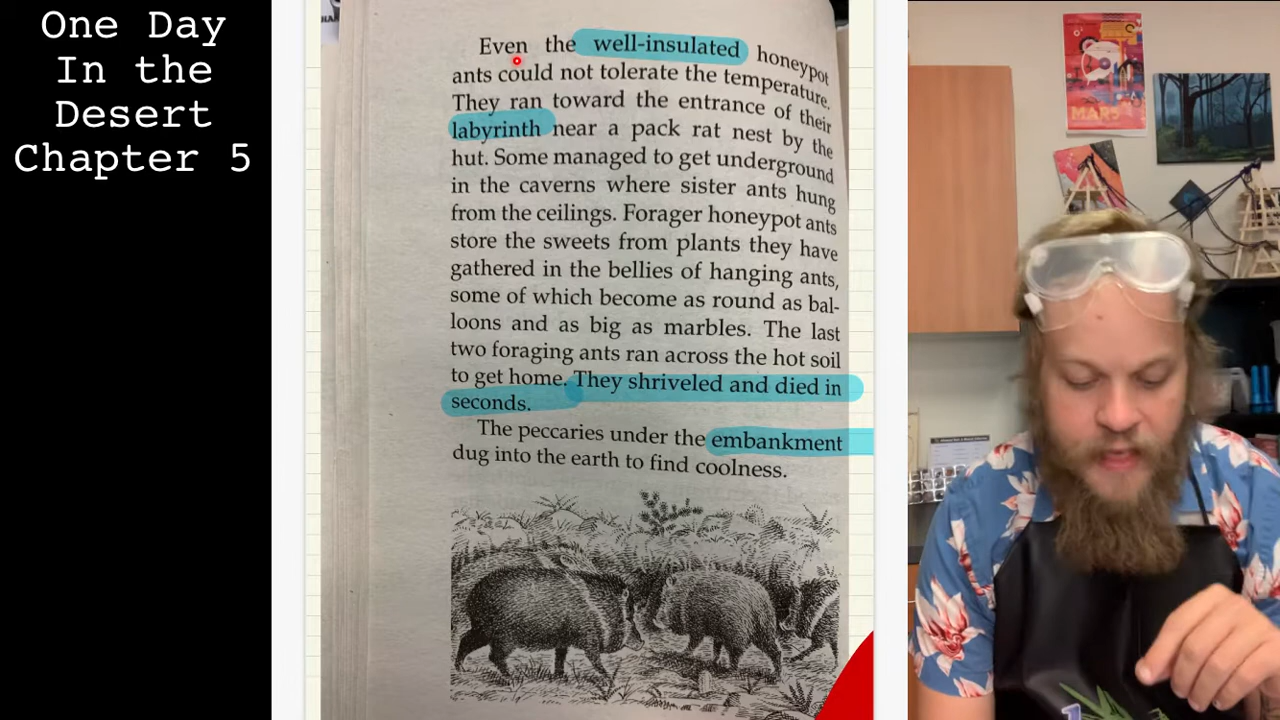 One Day
In the
Desert
Chapter 5
Even the well-insulated honeypot
ants could not tolerate the temperature.
They ran toward the entrance of their
labyrinth near a pack rat nest by the
hut. Some managed to get underground
in the caverns where sister ants hung
from the ceilings. Forager honeypot ants
store the sweets from plants they have
gathered in the bellies of hanging ants,
some of which become as round as bal-
loons and as big as marbles. The last
two foraging ants ran across the hot soil
to get home. They shriveled and died in
seconds.
The peccaries under the embankment
dug into the earth to find coolness.
MARS